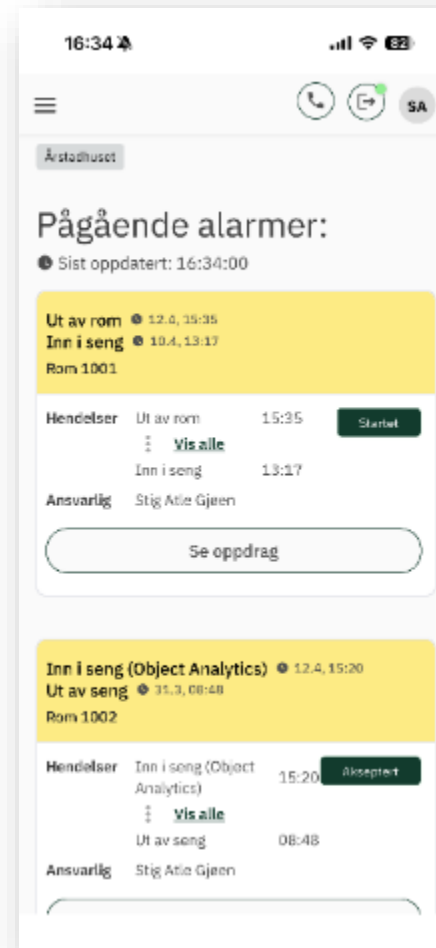 16:34
82
SA
Årstadhuset
Pågående alarmer:
Sist oppdatert: 16:34:00
Ut av rom 12.4, 15:35
Inn i seng 10.4, 13:17
Rom 1001
Hendelser Ut av rom 15:35 Startet
Vis alle
Inn i seng 13:17
Ansvarlig Stig Atle Gjøen
Se oppdrag
Inn i seng (Object Analytics) 12.4, 15:20
Ut av seng 31.3, 08:48
Rom 1002
Hendelser Inn i seng (Object 15:20 Akseptert
Analytics)
Vis alle
Ut av seng 08:48
Ansvarlig Stig Atle Gjøen